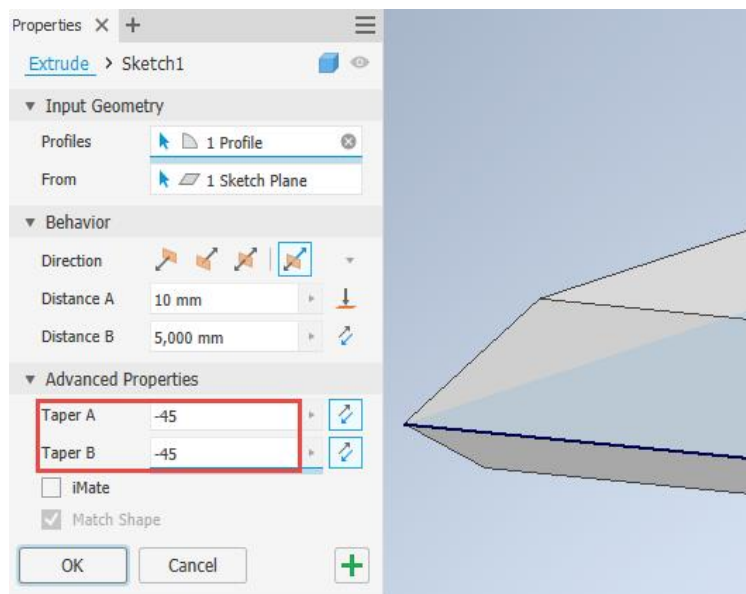 Properties × +
Extrude > Sketch1
Input Geometry
Profiles 1 Profile
From 1 Sketch Plane
Behavior
Direction
Distance A 10 mm
Distance B 5,000 mm
Advanced Properties
Taper A -45
Taper B -45
iMate
Match Shape
OK Cancel